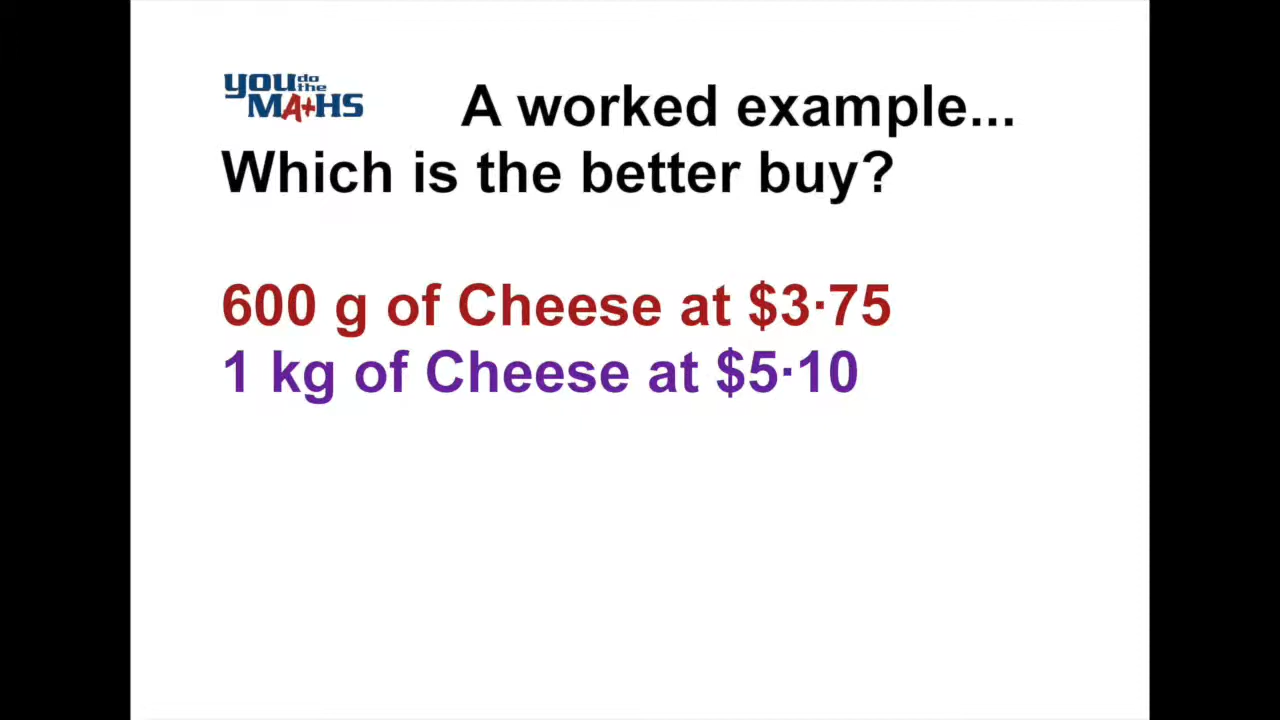 you do the MA+HS
A worked example...
Which is the better buy?
600 g of Cheese at $3·75
1 kg of Cheese at $5·10